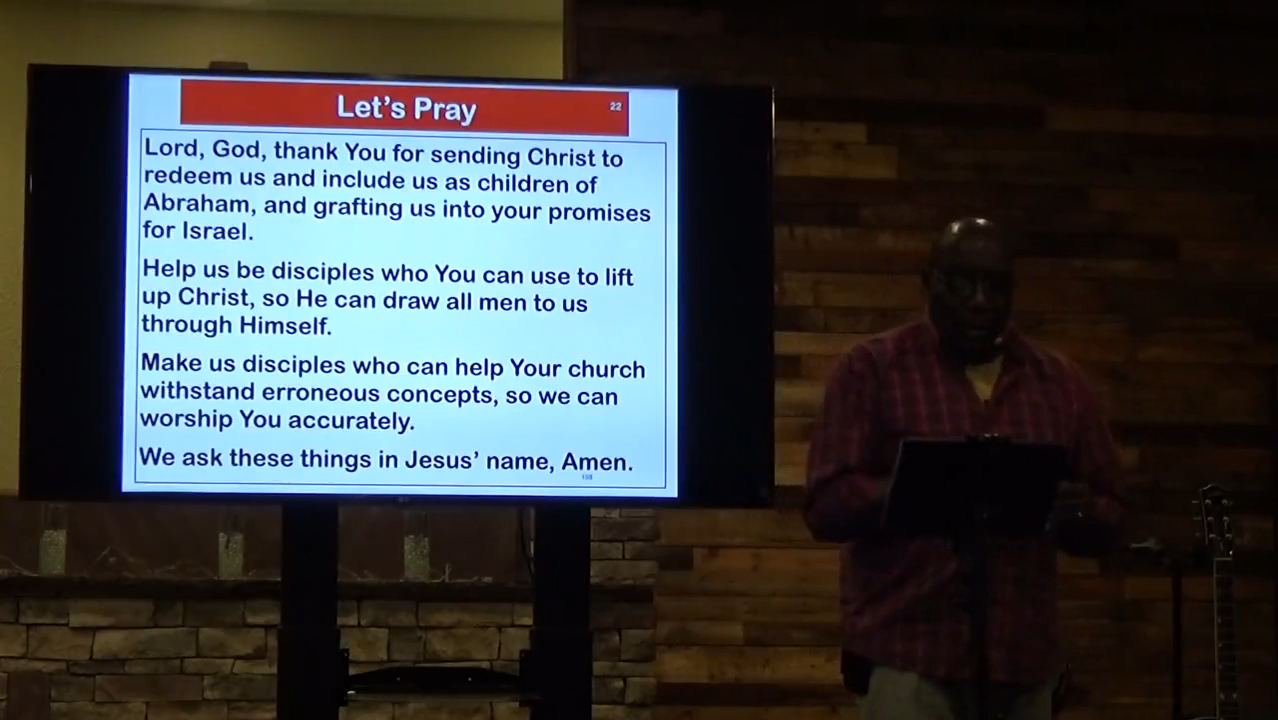 Let's Pray
22
Lord, God, thank You for sending Christ to
redeem us and include us as children of
Abraham, and grafting us into your promises
for Israel.
Help us be disciples who You can use to lift
up Christ, so He can draw all men to us
through Himself.
Make us disciples who can help Your church
withstand erroneous concepts, so we can
worship You accurately.
We ask these things in Jesus' name, Amen.